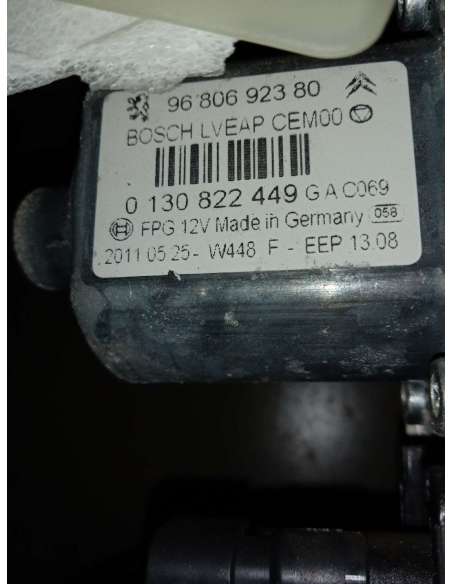 96 806 923 80
BOSCH LVEAP CEM00
0 130 822 449 G A C069
FPG 12V Made in Germany 058
2011 05 25- W448 F - EEP 13.08